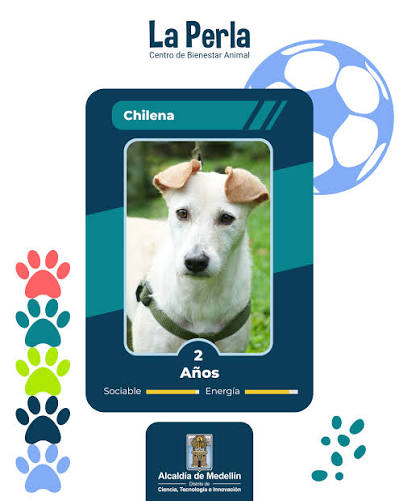 La Perla
Centro de Bienestar Animal
Chilena
2
Años
Sociable
Energía
Alcaldía de Medellín
Distrito de
Ciencia, Tecnología e Innovación